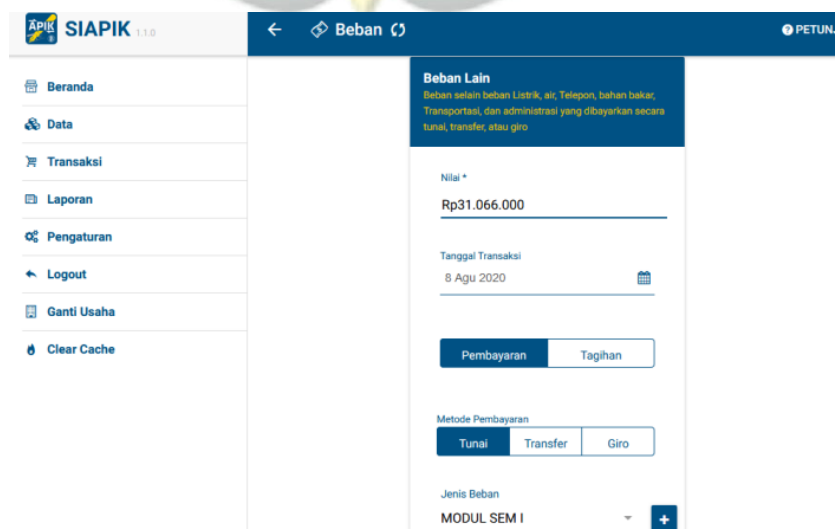 APIK
SIAPIK 1.1.0
Beban
PETUNJ
Beranda
Data
Transaksi
Laporan
Pengaturan
Logout
Ganti Usaha
Clear Cache
Beban Lain
Beban selain beban Listrik, air, Telepon, bahan bakar,
Transportasi, dan administrasi yang dibayarkan secara
tunai, transfer, atau giro
Nilai *
Rp31.066.000
Tanggal Transaksi
8 Agu 2020
Pembayaran Tagihan
Metode Pembayaran
Tunai Transfer Giro
Jenis Beban
MODUL SEM I